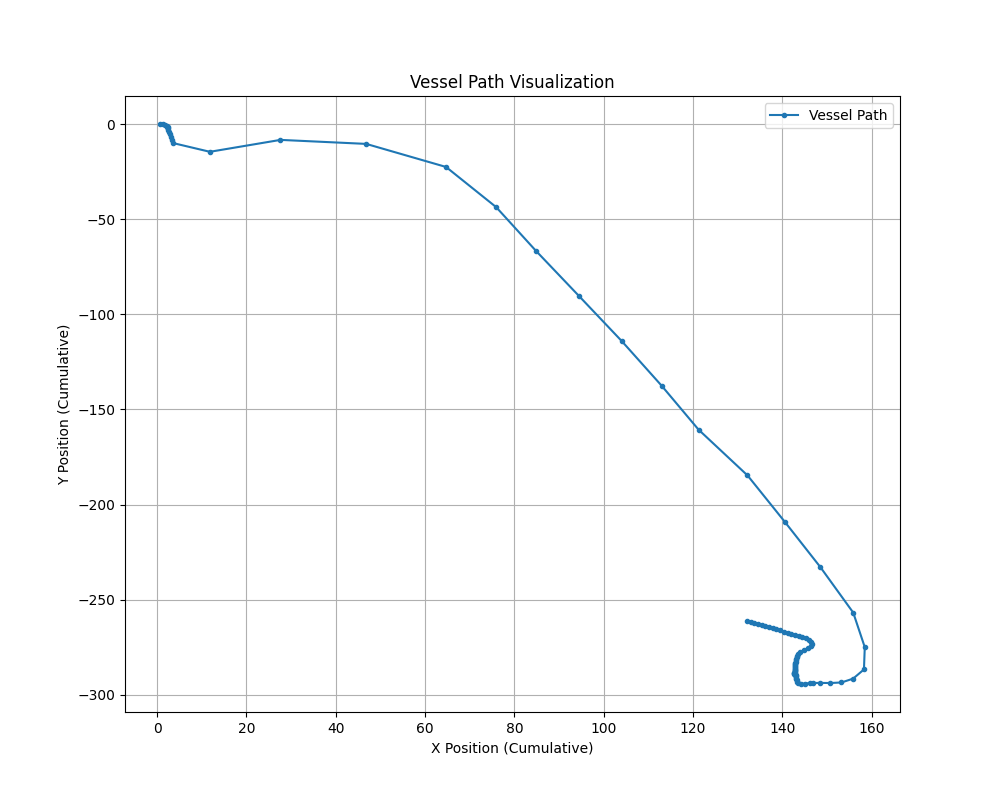 Vessel Path Visualization
Vessel Path
0
−50
−100
−150
−200
−250
−300
Y Position (Cumulative)
0 20 40 60 80 100 120 140 160
X Position (Cumulative)